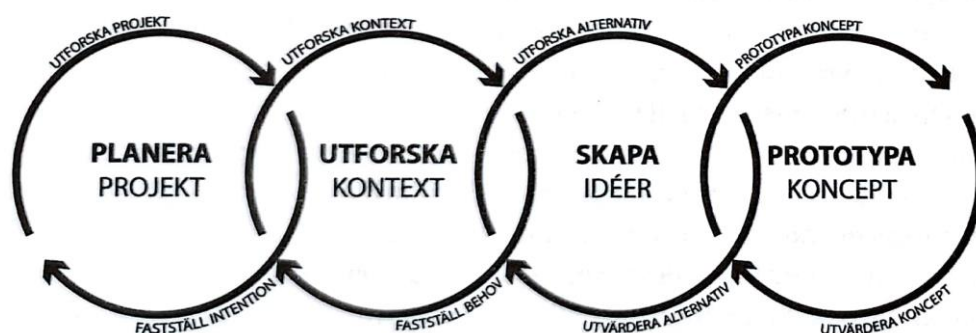 UTFORSKA PROJEKT
UTFORSKA KONTEXT
UTFORSKA ALTERNATIV
PROTOTYPA KONCEPT
PLANERA
PROJEKT
UTFORSKA
KONTEXT
SKAPA
IDÉER
PROTOTYPA
KONCEPT
FASTSTÄLL INTENTION
FASTSTÄLL BEHOV
UTVÄRDERA ALTERNATIV
UTVÄRDERA KONCEPT